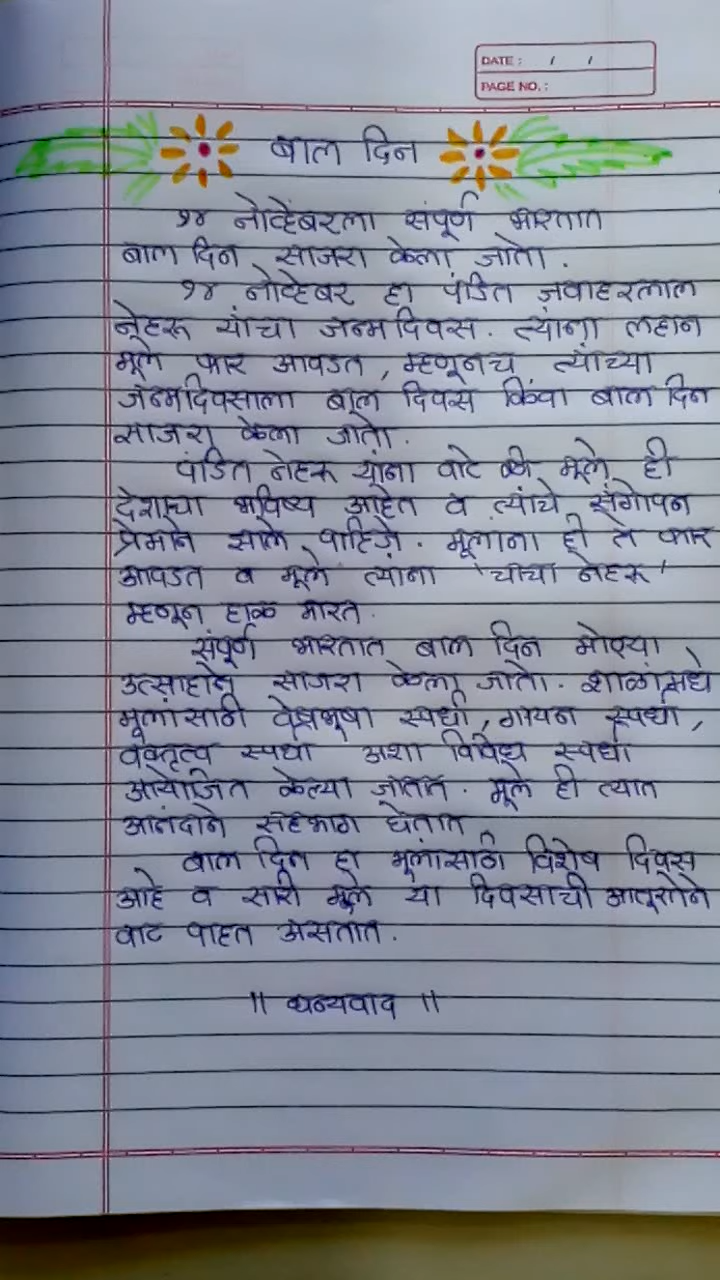 DATE : / /
PAGE NO. :
बाल दिन
१४ नोव्हेंबरला संपूर्ण भारतात
बाल दिन साजरा केला जातो.
१४ नोव्हेंबर हा पंडित जवाहरलाल
नेहरू यांचा जन्मदिवस. त्यांना लहान
मूले फार आवडत, म्हणूनच त्यांच्या
जन्मदिवसाला बाल दिवस किंवा बाल दिन
साजरा केला जातो.
पंडित नेहरू यांना वाटे की मूले ही
देशाचा भविष्य आहेत व त्यांचे संगोपन
प्रेमाने झाले पाहिजे. मूलांना ही ते फार
आवडत व मूले त्यांना 'चाचा नेहरू'
म्हणून हाक मारत.
संपूर्ण भारतात बाल दिन मोठ्या
उत्साहाने साजरा केला जातो. शाळांमध्ये
मूलांसाठी वेशभूषा स्पर्धा, गायन स्पर्धा,
वक्तृत्व स्पर्धा अशा विविध स्पर्धा
आयोजित केल्या जातात. मूले ही त्यात
आनंदाने सहभाग घेतात.
बाल दिन हा मूलांसाठी विशेष दिवस
आहे व सारी मूले या दिवसाची आतूरतेने
वाट पाहत असतात.
॥ धन्यवाद ॥